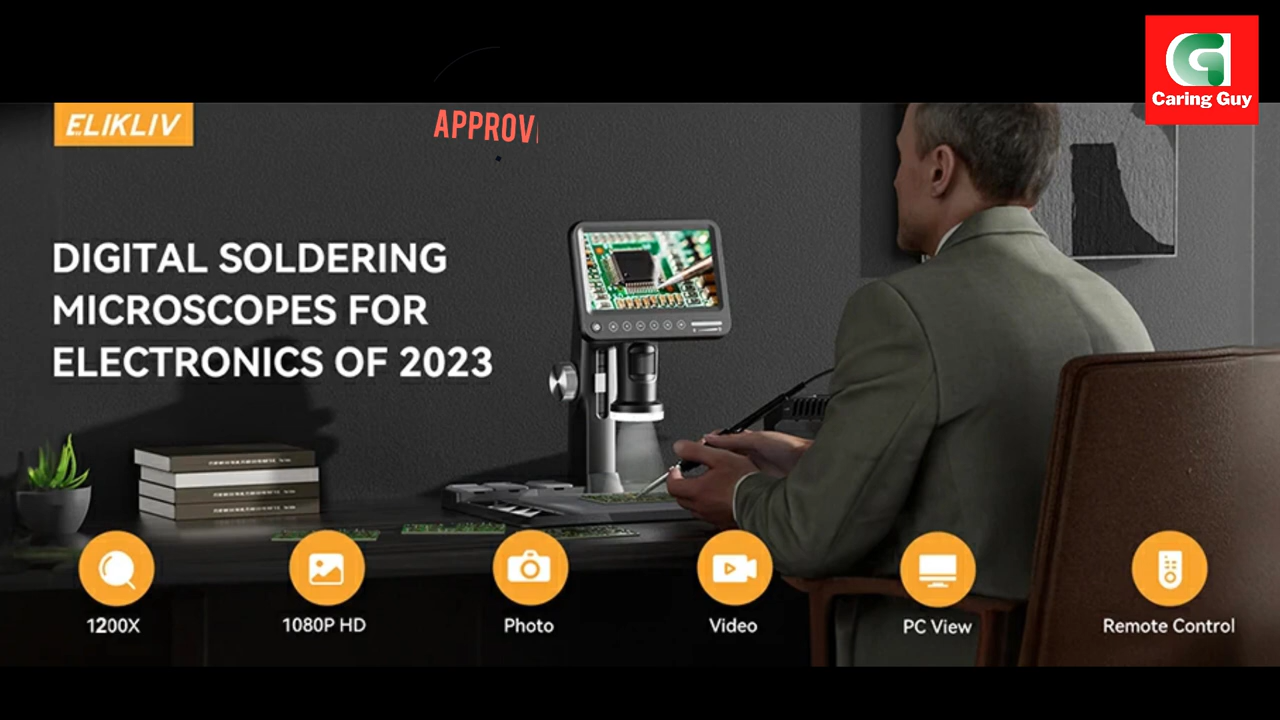 Caring Guy
ELIKLIV
APPROV
DIGITAL SOLDERING
MICROSCOPES FOR
ELECTRONICS OF 2023
1200X
1080P HD
Photo
Video
PC View
Remote Control